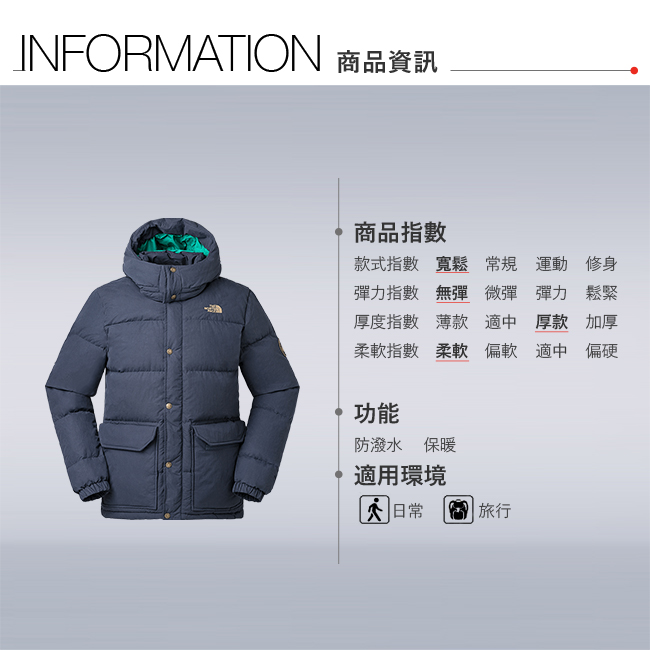 INFORMATION 商品資訊
THE NORTH FACE
商品指數
款式指數 寬鬆 常規 運動 修身
彈力指數 無彈 微彈 彈力 鬆緊
厚度指數 薄款 適中 厚款 加厚
柔軟指數 柔軟 偏軟 適中 偏硬
功能
防潑水 保暖
適用環境
日常 旅行